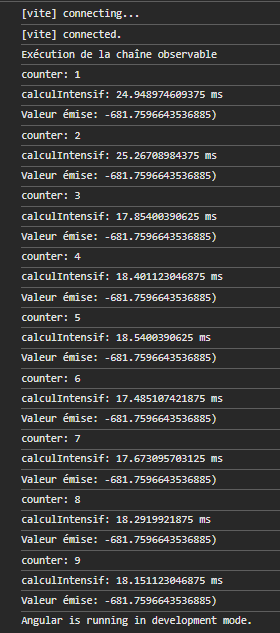 [vite] connecting...
[vite] connected.
Exécution de la chaîne observable
counter: 1
calculIntensif: 24.948974609375 ms
Valeur émise: -681.7596643536885)
counter: 2
calculIntensif: 25.26708984375 ms
Valeur émise: -681.7596643536885)
counter: 3
calculIntensif: 17.85400390625 ms
Valeur émise: -681.7596643536885)
counter: 4
calculIntensif: 18.401123046875 ms
Valeur émise: -681.7596643536885)
counter: 5
calculIntensif: 18.5400390625 ms
Valeur émise: -681.7596643536885)
counter: 6
calculIntensif: 17.485107421875 ms
Valeur émise: -681.7596643536885)
counter: 7
calculIntensif: 17.673095703125 ms
Valeur émise: -681.7596643536885)
counter: 8
calculIntensif: 18.2919921875 ms
Valeur émise: -681.7596643536885)
counter: 9
calculIntensif: 18.151123046875 ms
Valeur émise: -681.7596643536885)
Angular is running in development mode.